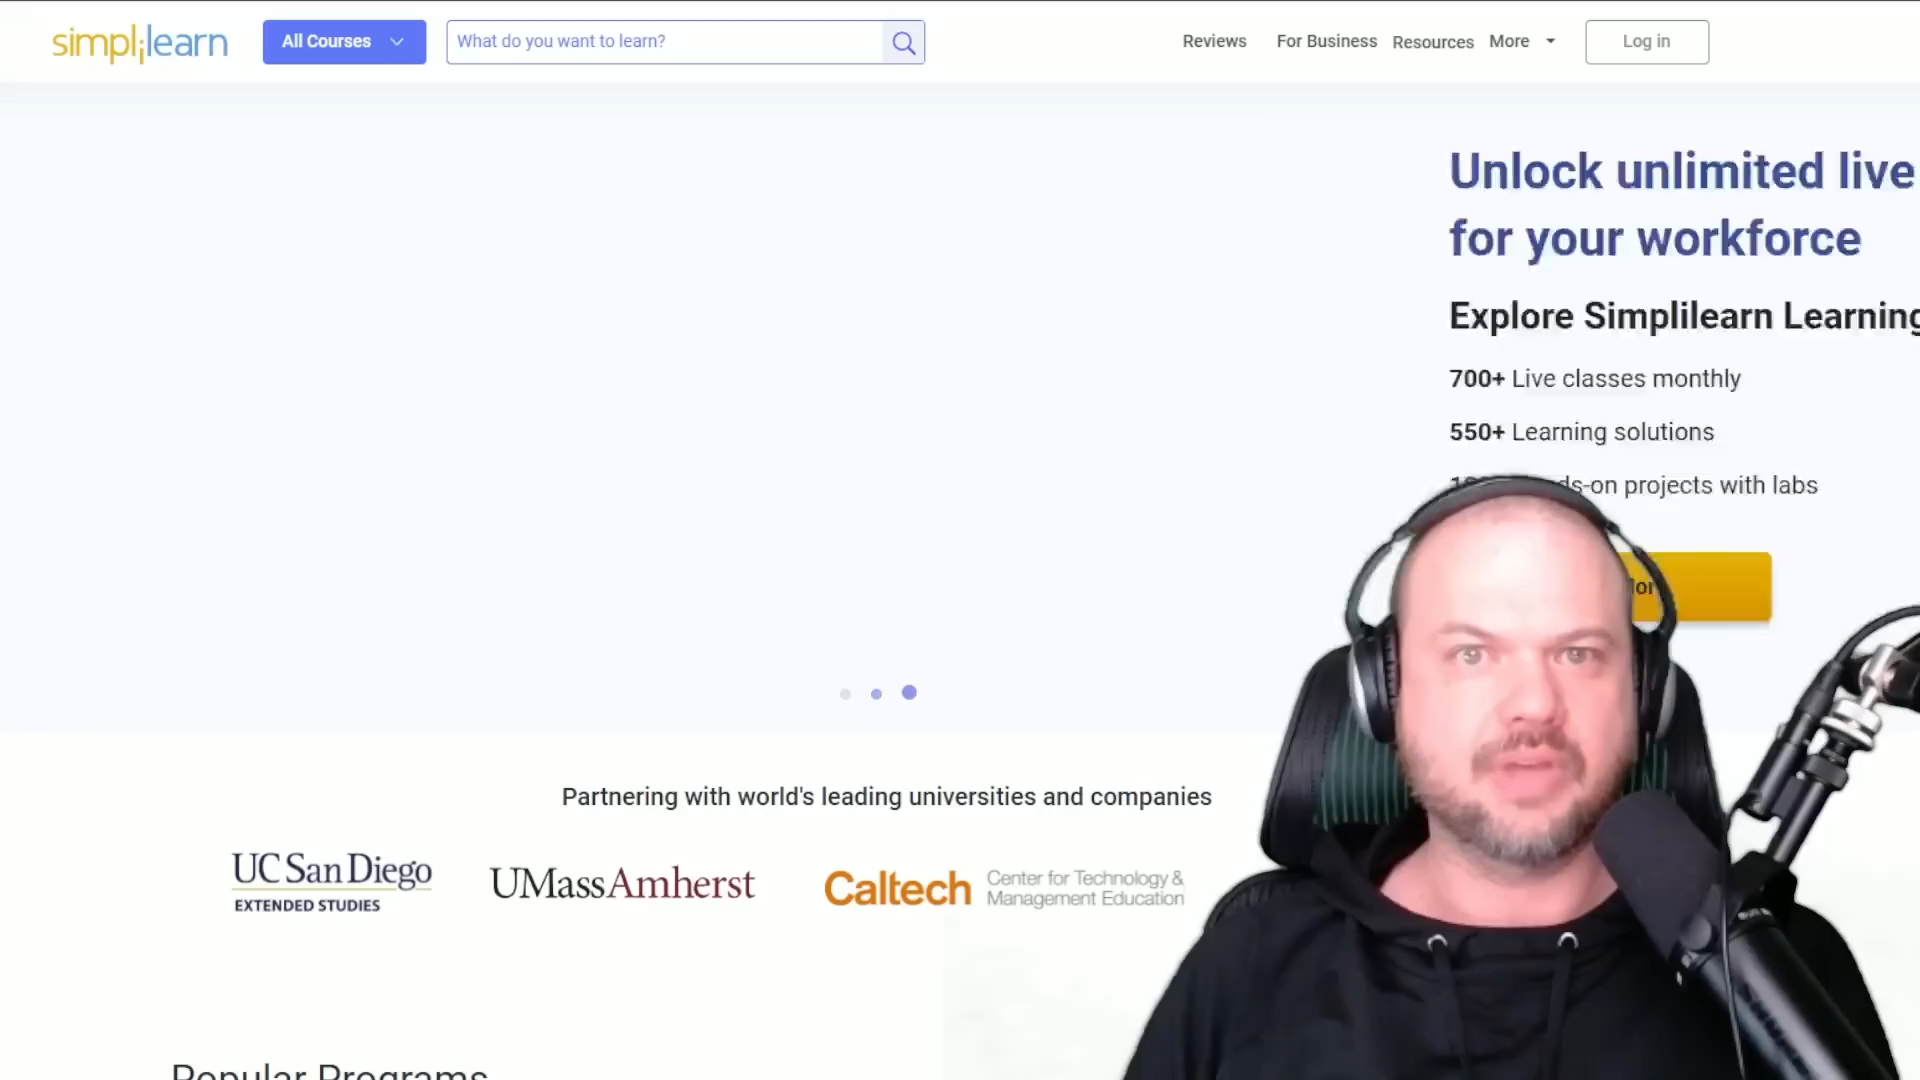 simplilearn
All Courses
What do you want to learn?
Reviews
For Business
Resources
More
Log in
Unlock unlimited live
for your workforce
Explore Simplilearn Learning
700+ Live classes monthly
550+ Learning solutions
-on projects with labs
Partnering with world's leading universities and companies
UC San Diego
EXTENDED STUDIES
UMassAmherst
Caltech
Center for Technology &
Management Education
Popular Programs